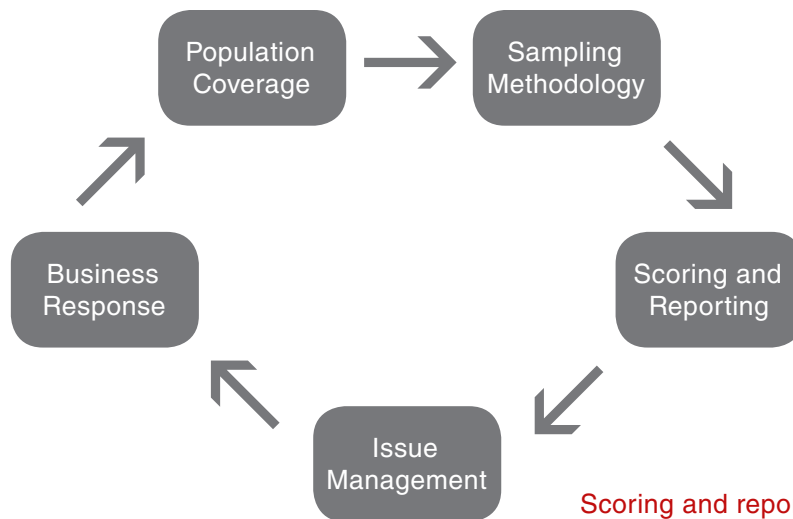 Population
Coverage
Sampling
Methodology
Business
Response
Scoring and
Reporting
Issue
Management
Scoring and repo